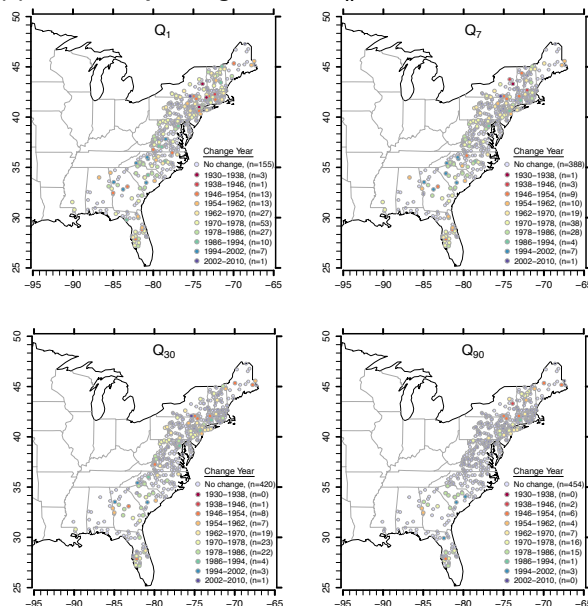 Q1
50
45
40
35
30
25
Change Year
No change, (n=155)
1930−1938, (n=3)
1938−1946, (n=1)
1946−1954, (n=13)
1954−1962, (n=13)
1962−1970, (n=27)
1970−1978, (n=53)
1978−1986, (n=27)
1986−1994, (n=10)
1994−2002, (n=7)
2002−2010, (n=1)
−95 −90 −85 −80 −75 −70 −65
Q7
50
45
40
35
30
25
Change Year
No change, (n=388)
1930−1938, (n=1)
1938−1946, (n=3)
1946−1954, (n=9)
1954−1962, (n=10)
1962−1970, (n=19)
1970−1978, (n=38)
1978−1986, (n=28)
1986−1994, (n=4)
1994−2002, (n=1)
2002−2010, (n=1)
−95 −90 −85 −80 −75 −70 −65
Q30
50
45
40
35
30
25
Change Year
No change, (n=420)
1930−1938, (n=0)
1938−1946, (n=1)
1946−1954, (n=8)
1954−1962, (n=7)
1962−1970, (n=19)
1970−1978, (n=23)
1978−1986, (n=22)
1986−1994, (n=4)
1994−2002, (n=3)
2002−2010, (n=1)
−95 −90 −85 −80 −75 −70 −65
Q90
50
45
40
35
30
25
Change Year
No change, (n=454)
1930−1938, (n=0)
1938−1946, (n=2)
1946−1954, (n=6)
1954−1962, (n=4)
1962−1970, (n=7)
1970−1978, (n=16)
1978−1986, (n=15)
1986−1994, (n=3)
1994−2002, (n=3)
2002−2010, (n=0)
−95 −90 −85 −80 −75 −70 −65